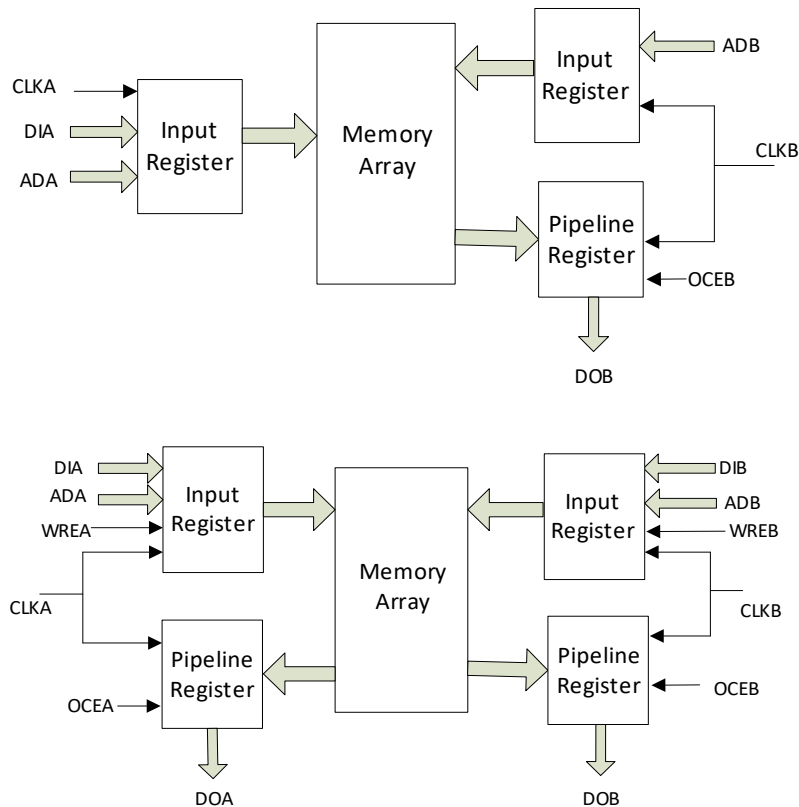 CLKA
DIA
ADA
Input
Register
Memory
Array
Input
Register
ADB
CLKB
Pipeline
Register
OCEB
DOB
DIA
ADA
WREA
CLKA
OCEA
Input
Register
Pipeline
Register
DOA
Memory
Array
Input
Register
DIB
ADB
WREB
CLKB
Pipeline
Register
OCEB
DOB